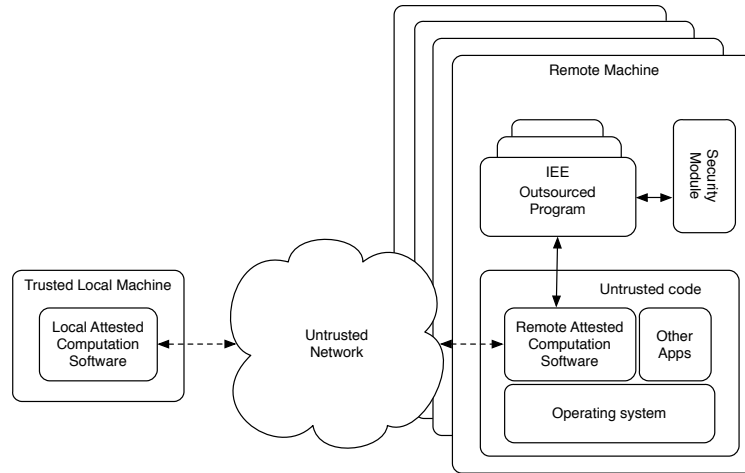 Remote Machine
IEE
Outsourced
Program
Security
Module
Trusted Local Machine
Local Attested
Computation
Software
Untrusted
Network
Untrusted code
Remote Attested
Computation
Software
Other
Apps
Operating system